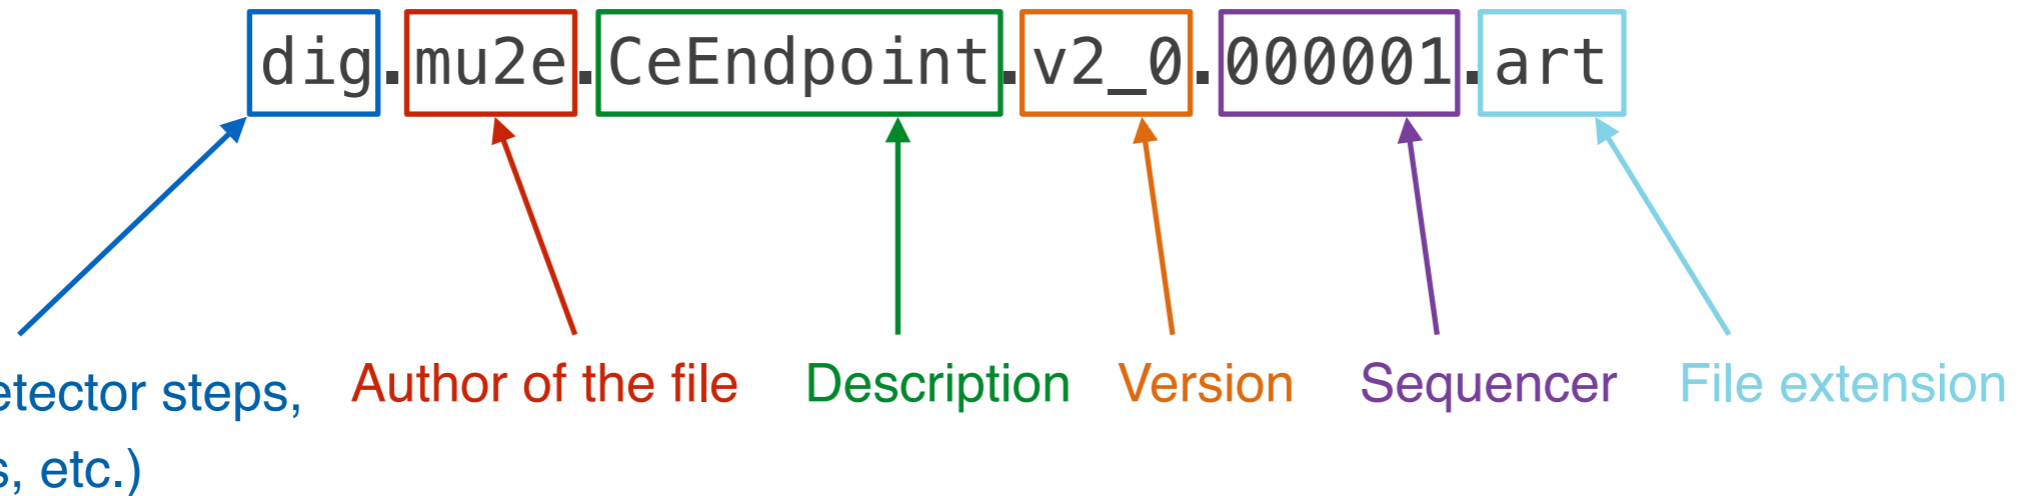 dig.mu2e.CeEndpoint.v2_0.000001.art
etector steps, Author of the file Description Version Sequencer File extension
s, etc.)